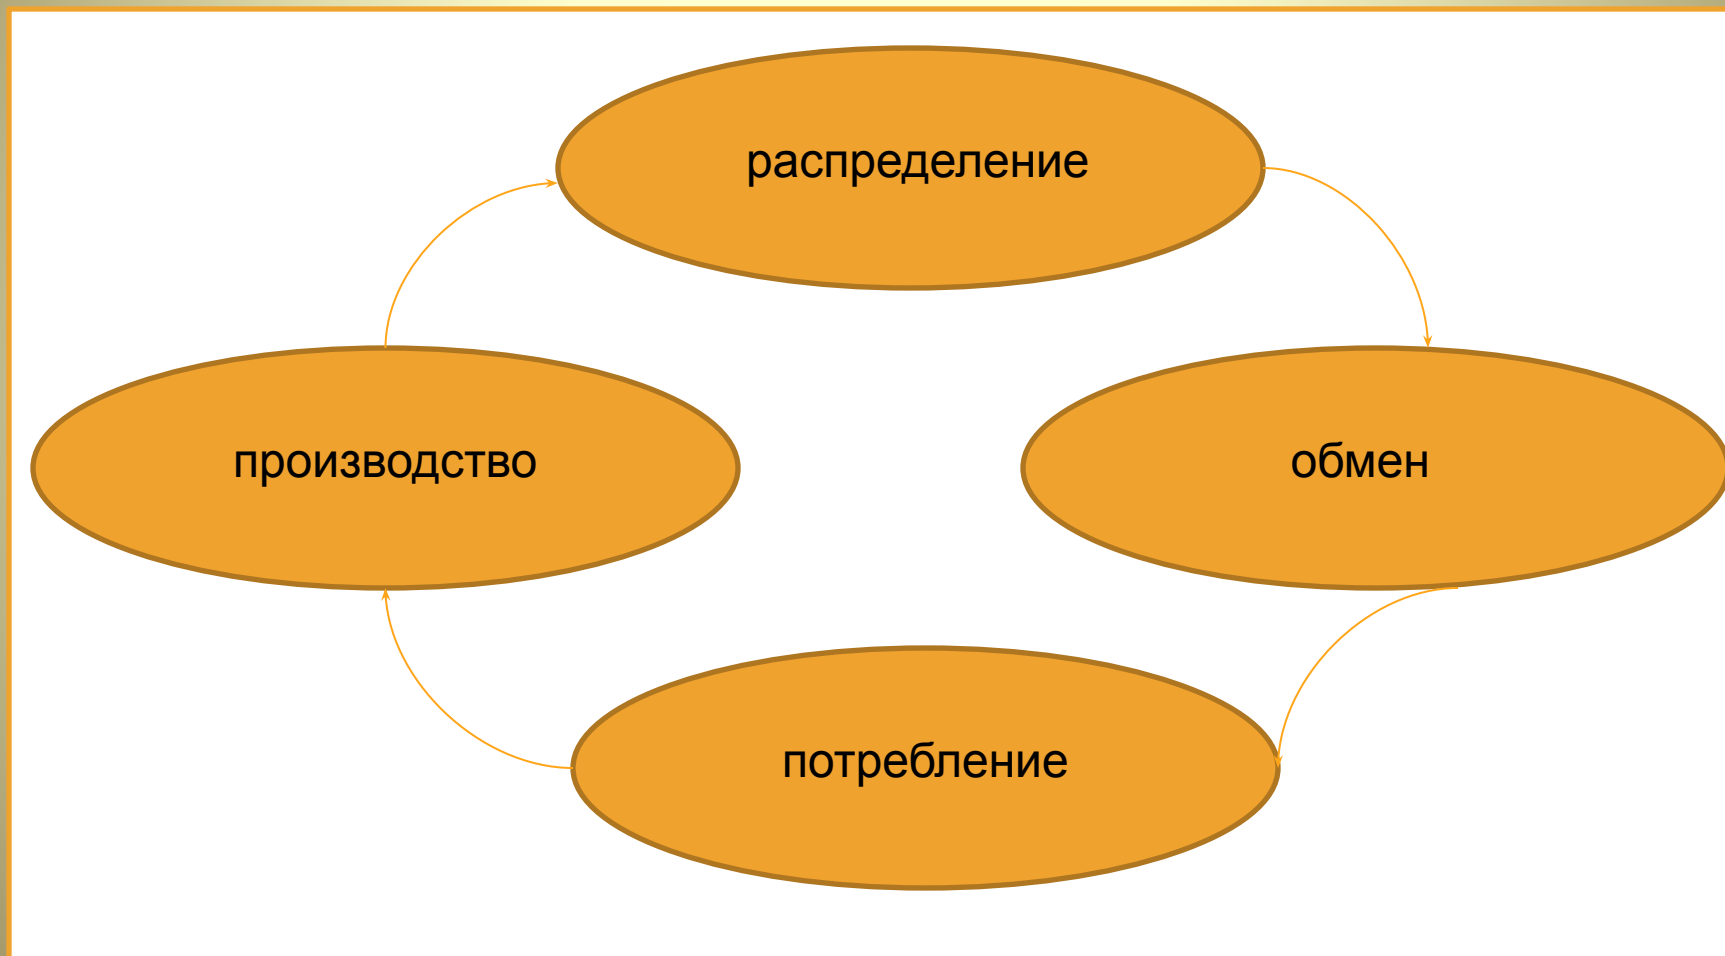 распределение
производство
обмен
потребление